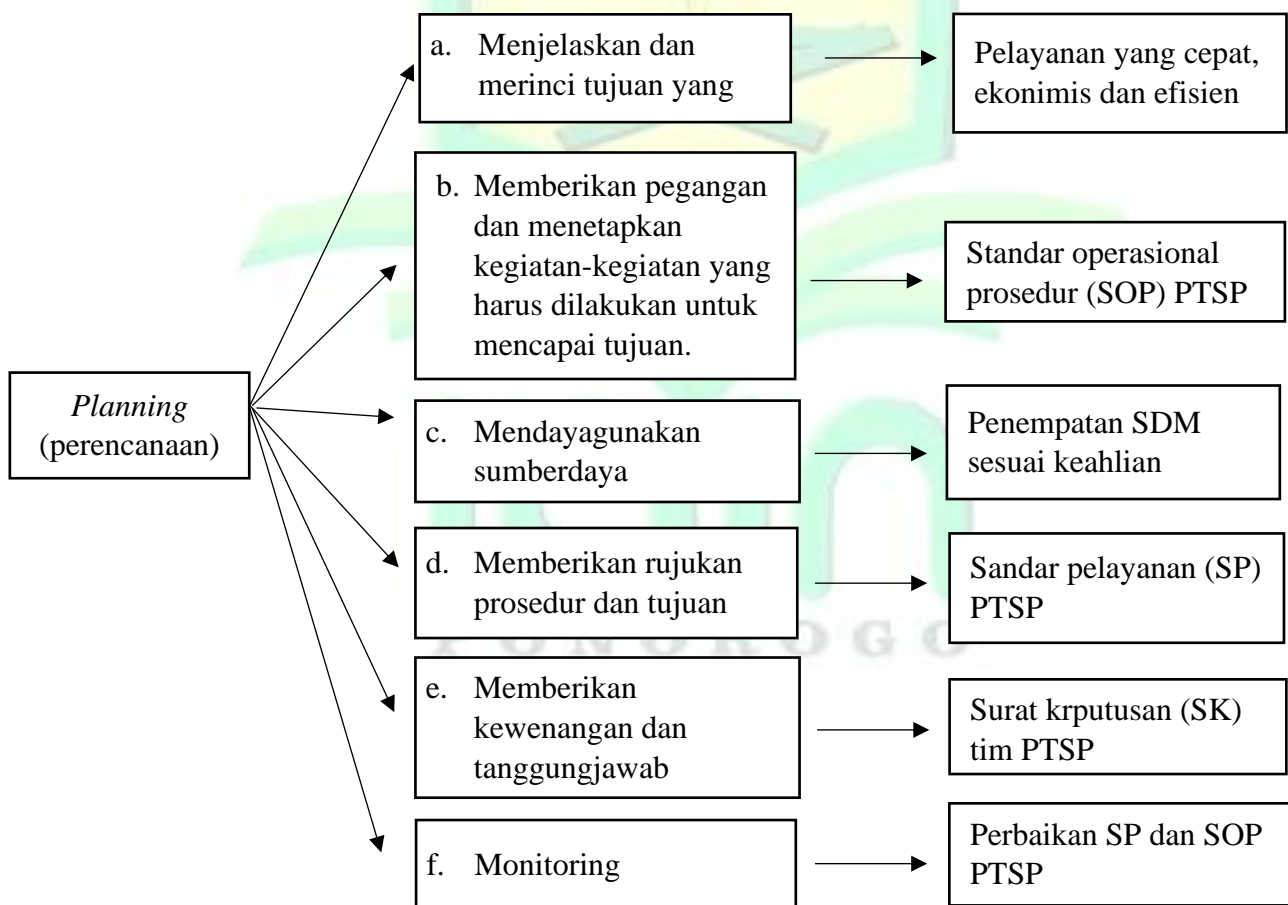 a. Menjelaskan dan
merinci tujuan yang
Pelayanan yang cepat,
ekonimis dan efisien
b. Memberikan pegangan
dan menetapkan
kegiatan-kegiatan yang
harus dilakukan untuk
mencapai tujuan.
Standar operasional
prosedur (SOP) PTSP
Planning
(perencanaan)
c. Mendayagunakan
sumberdaya
Penempatan SDM
sesuai keahlian
d. Memberikan rujukan
prosedur dan tujuan
Sandar pelayanan (SP)
PTSP
PONOROGO
e. Memberikan
kewenangan dan
tanggungjawab
Surat krputusan (SK)
tim PTSP
f. Monitoring
Perbaikan SP dan SOP
PTSP